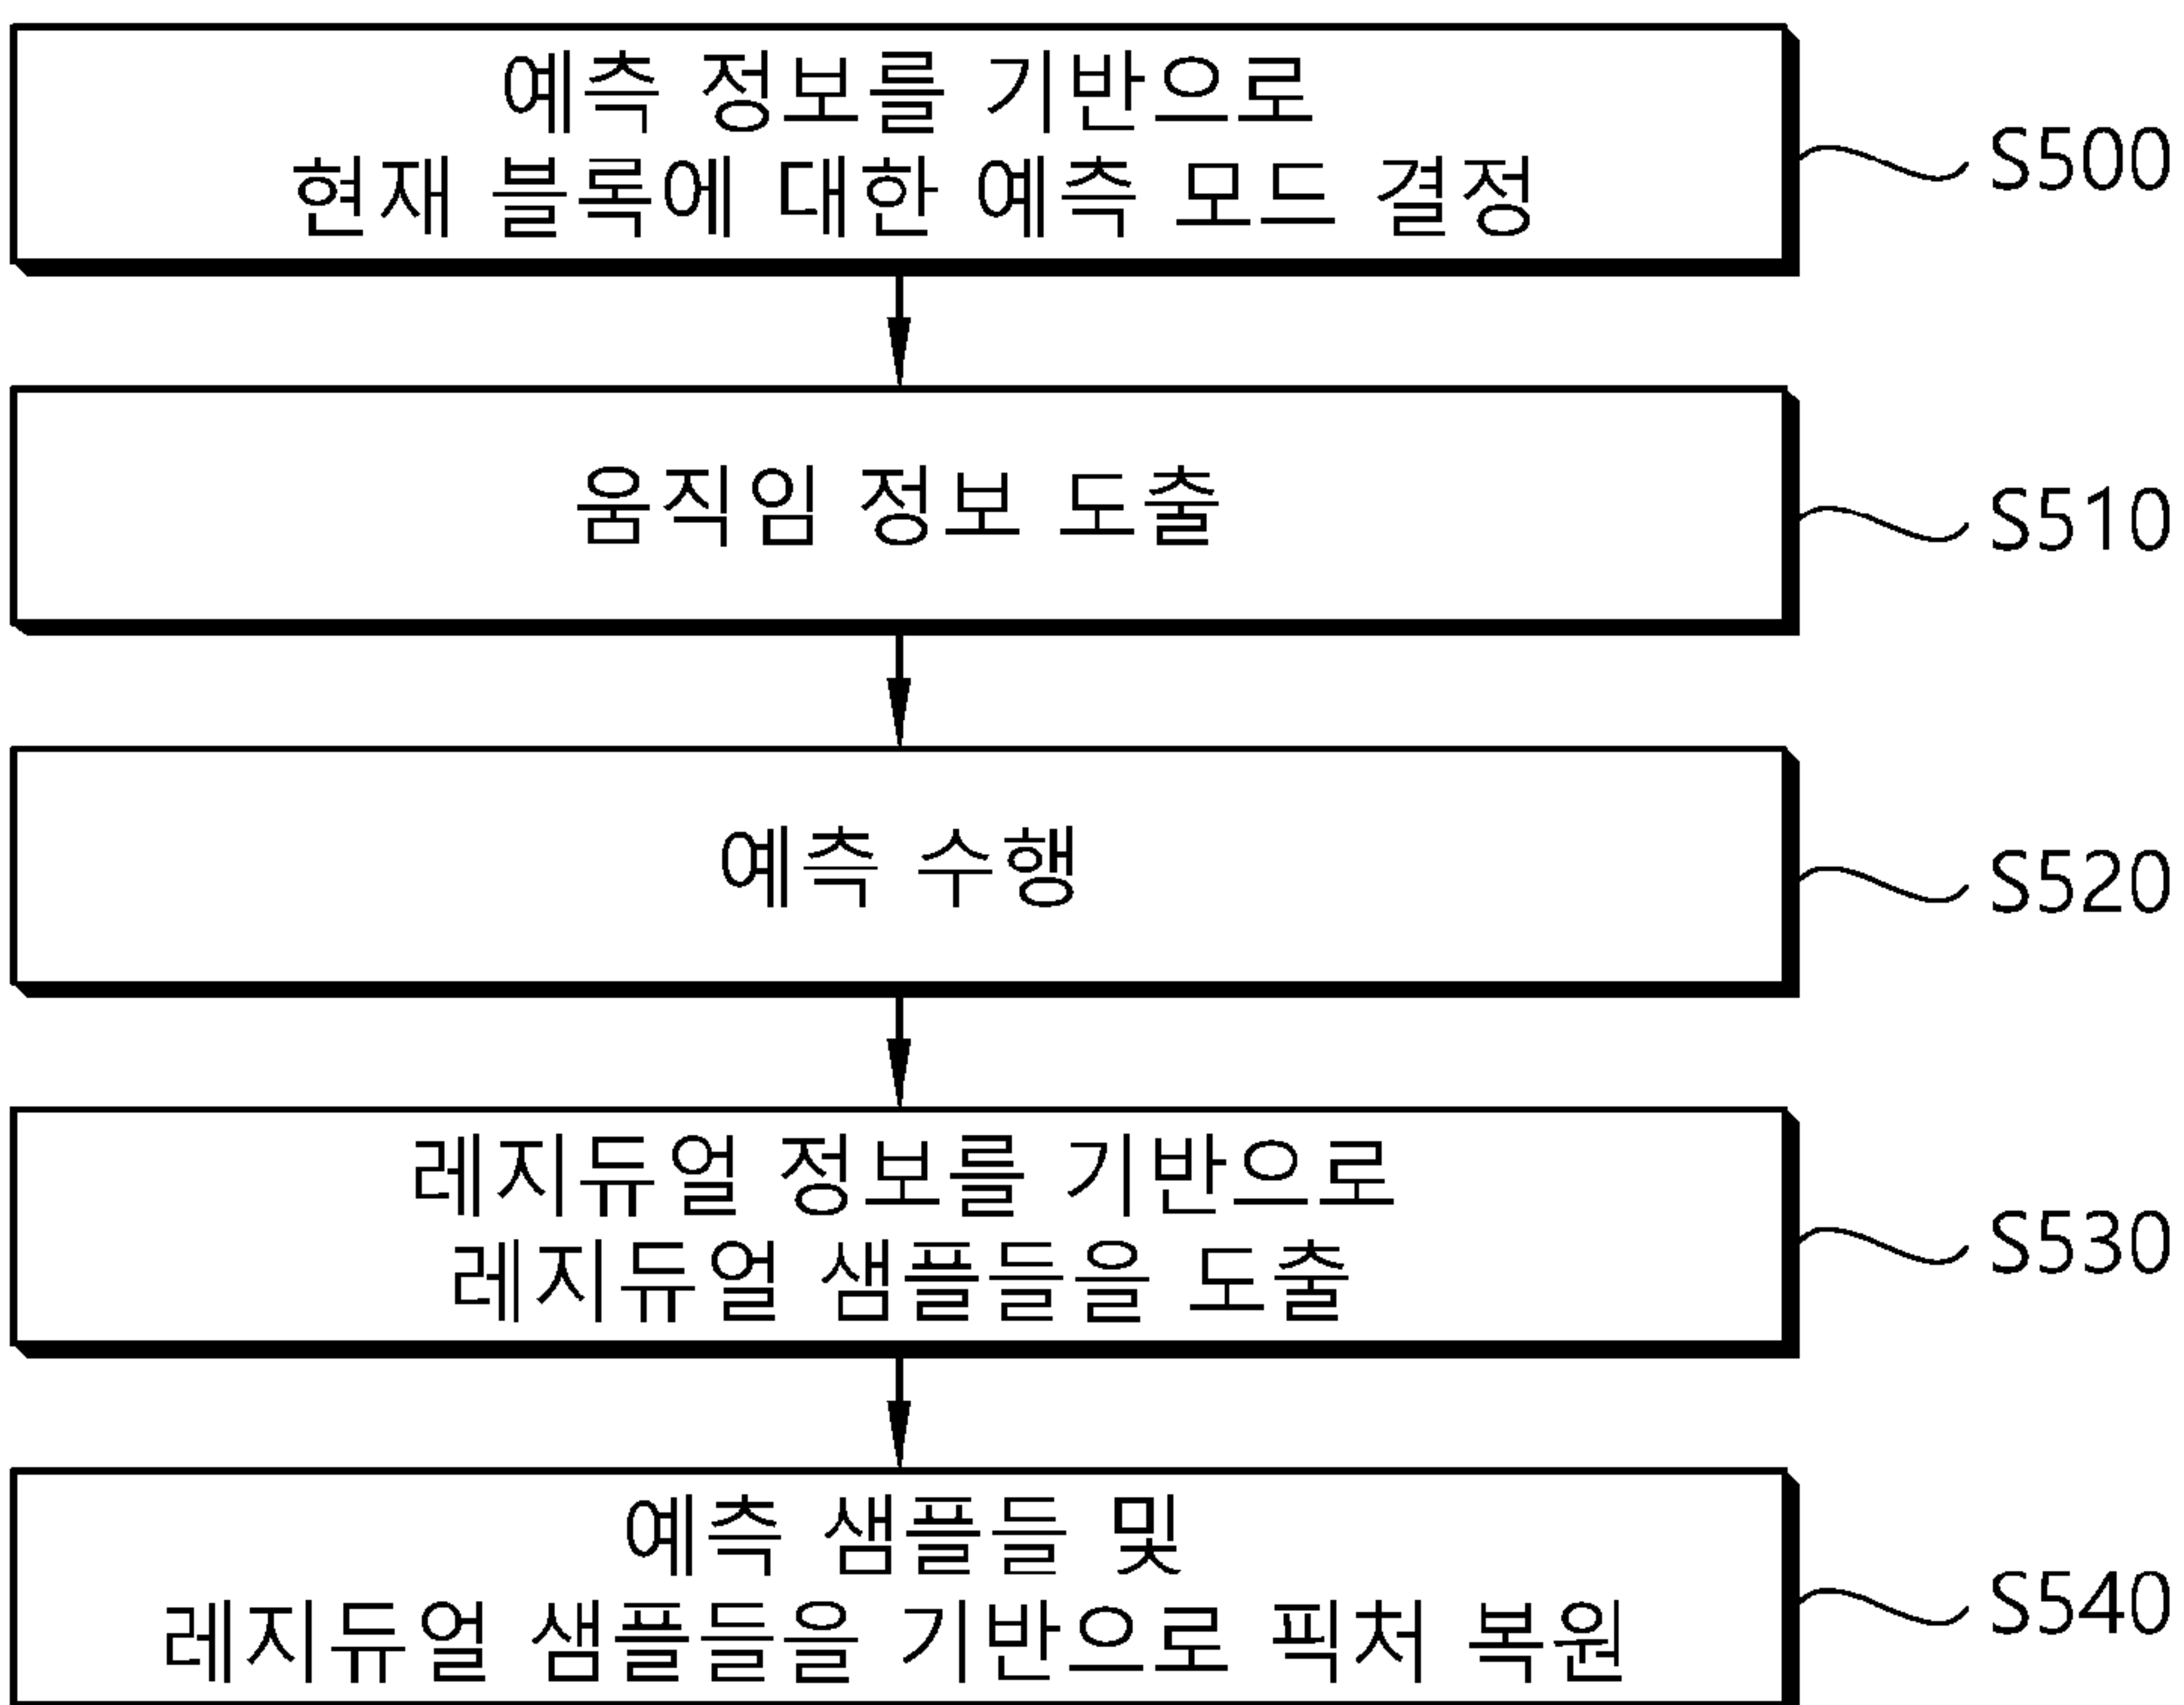 예측 정보를 기반으로
현재 블록에 대한 예측 모드 결정
S500
움직임 정보 도출
S510
예측 수행
S520
레지듀얼 정보를 기반으로
레지듀얼 샘플들을 도출
S530
예측 샘플들 및
레지듀얼 샘플들을 기반으로 픽처 복원
S540